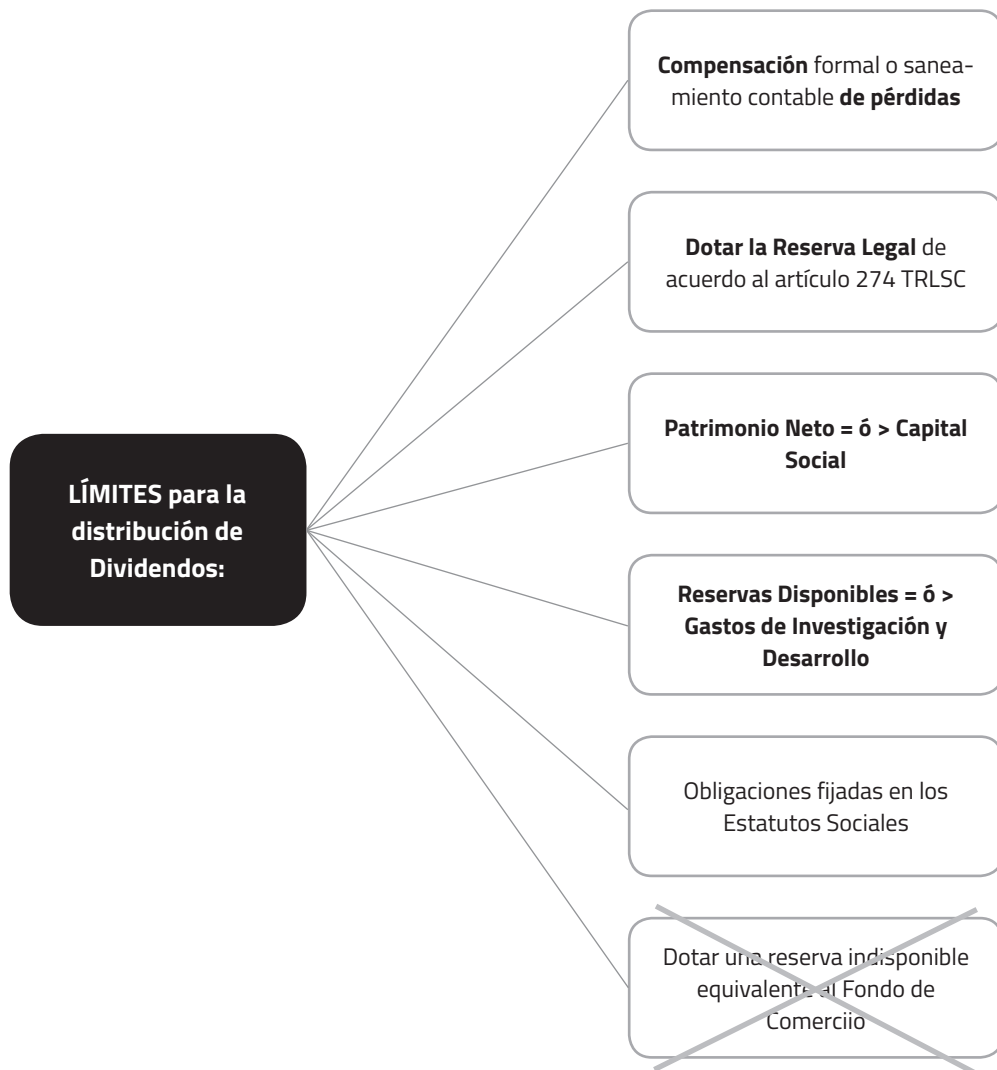 Compensación formal o sanea-
miento contable de pérdidas
Dotar la Reserva Legal de
acuerdo al artículo 274 TRLSC
Patrimonio Neto = ó > Capital
Social
LÍMITES para la
distribución de
Dividendos:
Reservas Disponibles = ó >
Gastos de Investigación y
Desarrollo
Obligaciones fijadas en los
Estatutos Sociales
Dotar una reserva indisponible
equivalente al Fondo de
Comerciio